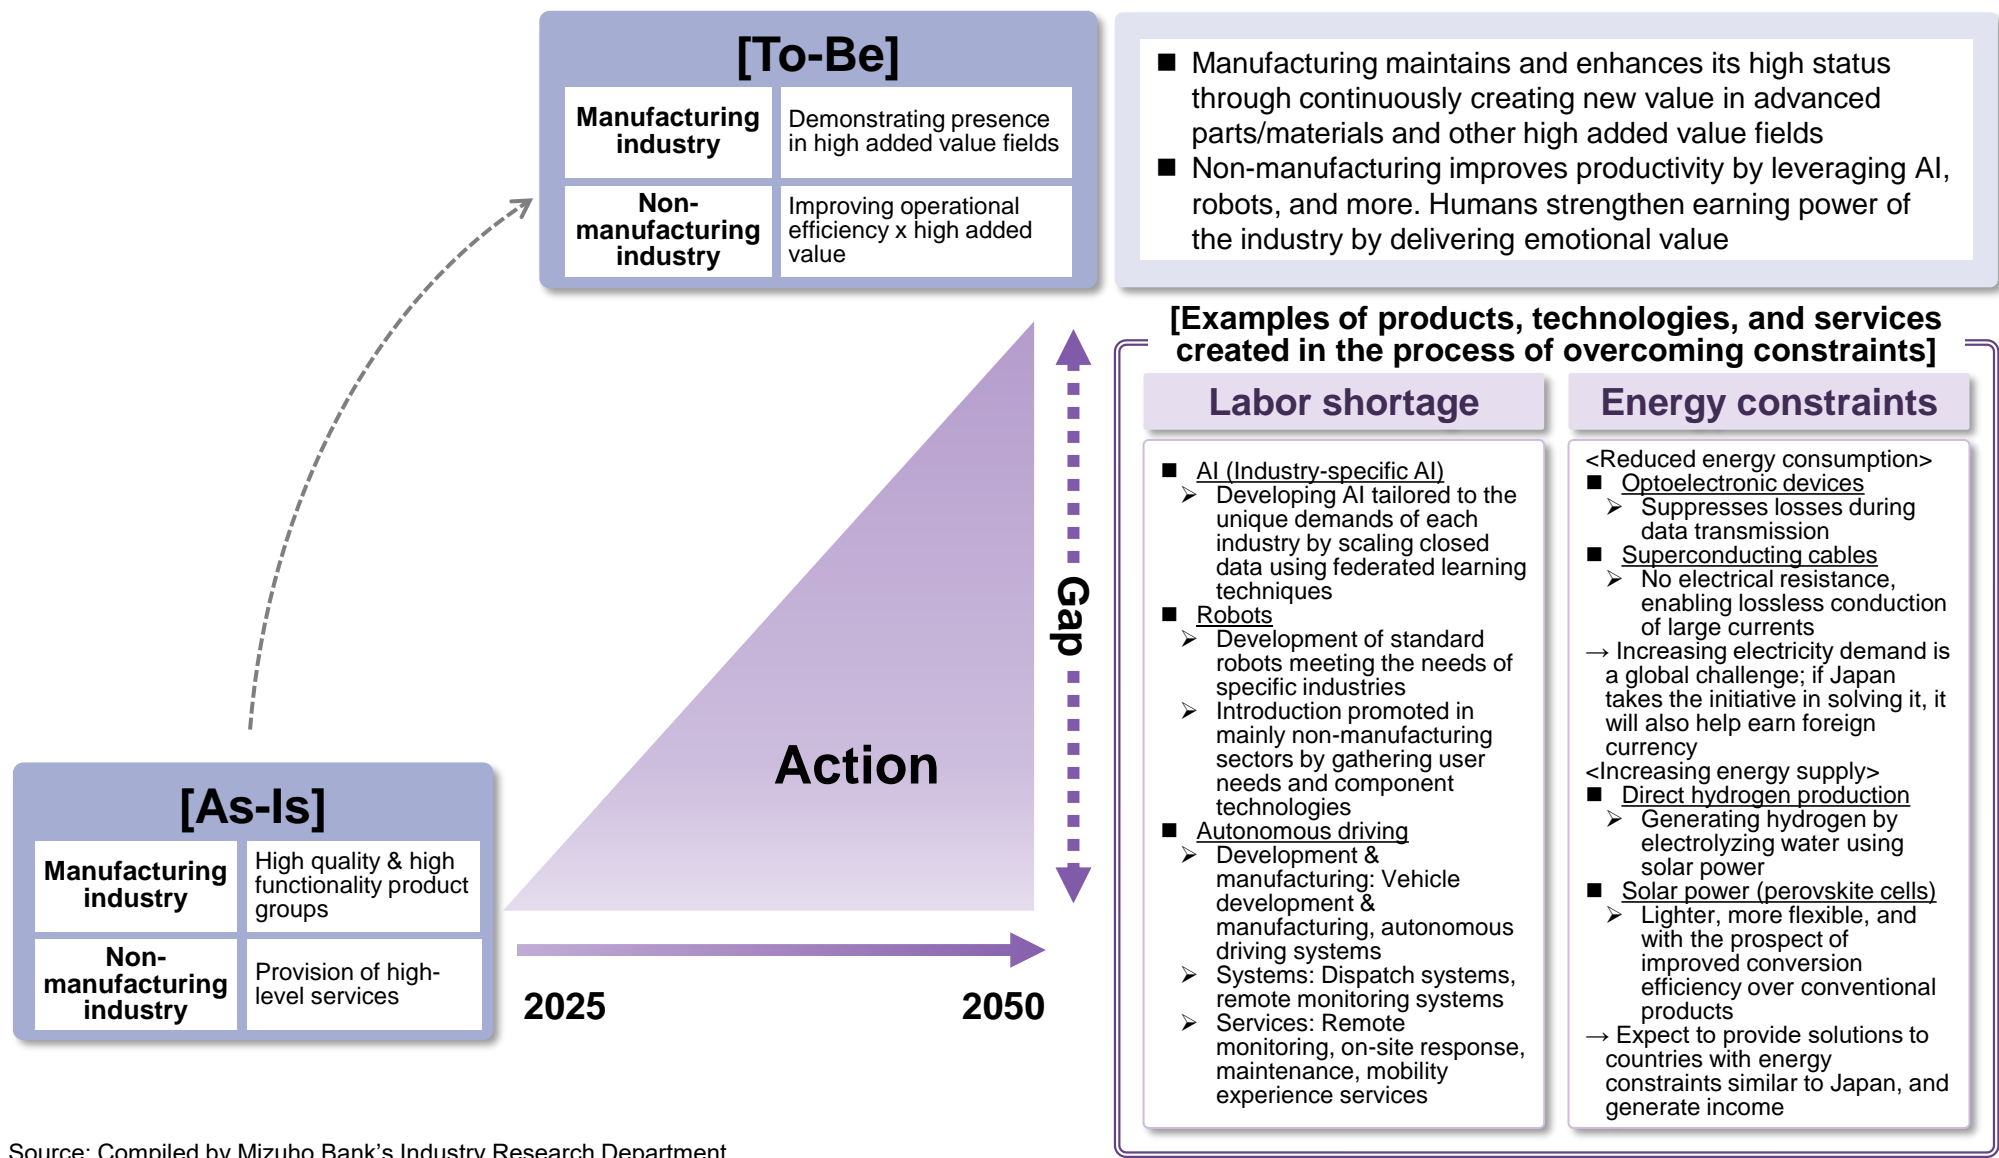 [To-Be]
Manufacturing
industry
Demonstrating presence
in high added value fields
Non-
manufacturing
industry
Improving operational
efficiency x high added
value
■ Manufacturing maintains and enhances its high status
through continuously creating new value in advanced
parts/materials and other high added value fields
■ Non-manufacturing improves productivity by leveraging AI,
robots, and more. Humans strengthen earning power of
the industry by delivering emotional value
[As-Is]
Manufacturing
industry
High quality & high
functionality product
groups
Non-
manufacturing
industry
Provision of high-
level services
Action
Gap
2025
2050
[Examples of products, technologies, and services
created in the process of overcoming constraints]
Labor shortage
■ AI (Industry-specific AI)
➢ Developing AI tailored to the
unique demands of each
industry by scaling closed
data using federated learning
techniques
■ Robots
➢ Development of standard
robots meeting the needs of
specific industries
➢ Introduction promoted in
mainly non-manufacturing
sectors by gathering user
needs and component
technologies
■ Autonomous driving
➢ Development &
manufacturing: Vehicle
development &
manufacturing, autonomous
driving systems
➢ Systems: Dispatch systems,
remote monitoring systems
➢ Services: Remote
monitoring, on-site response,
maintenance, mobility
experience services
Energy constraints
<Reduced energy consumption>
■ Optoelectronic devices
➢ Suppresses losses during
data transmission
■ Superconducting cables
➢ No electrical resistance,
enabling lossless conduction
of large currents
→ Increasing electricity demand is
a global challenge; if Japan
takes the initiative in solving it, it
will also help earn foreign
currency
<Increasing energy supply>
■ Direct hydrogen production
➢ Generating hydrogen by
electrolyzing water using
solar power
■ Solar power (perovskite cells)
➢ Lighter, more flexible, and
with the prospect of
improved conversion
efficiency over conventional
products
→ Expect to provide solutions to
countries with energy
constraints similar to Japan, and
generate income
Source: Compiled by Mizuho Bank's Industry Research Department